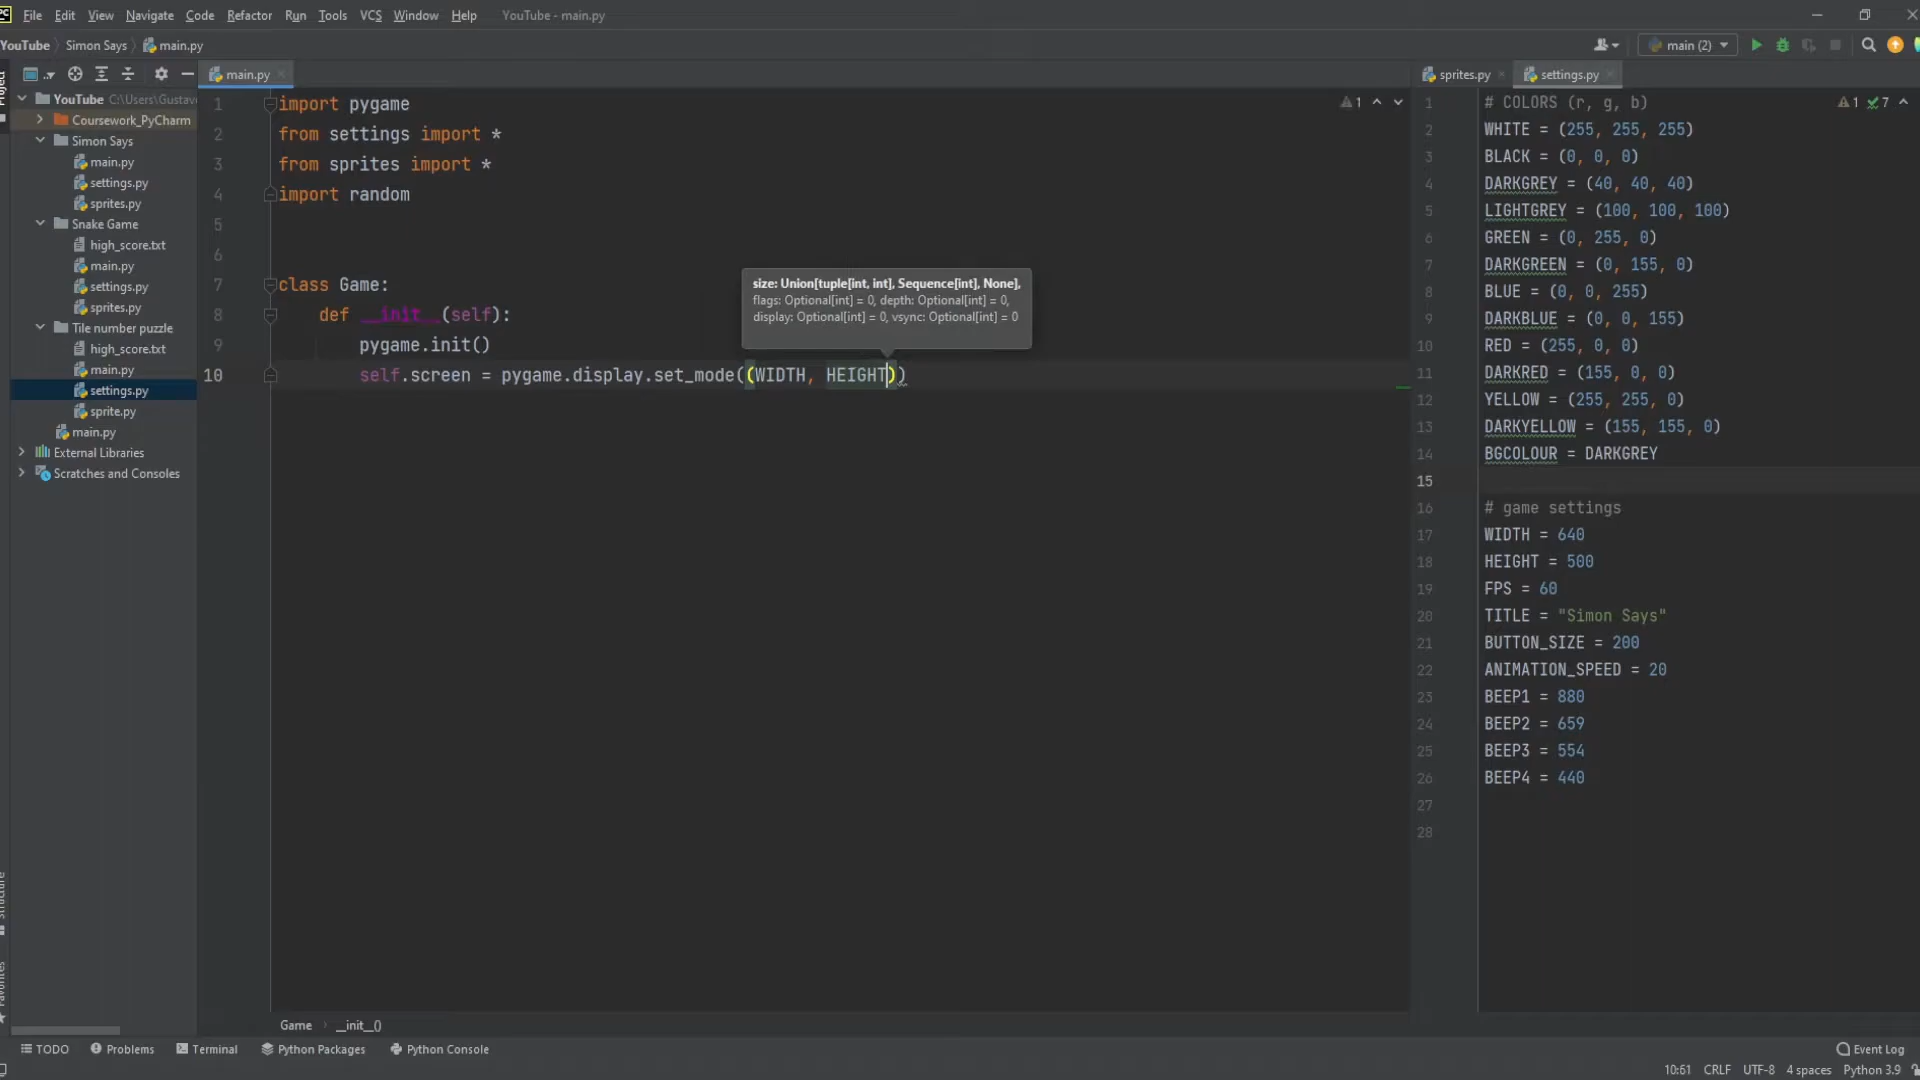 PC File Edit View Navigate Code Refactor Run Tools VCS Window Help YouTube - main.py
YouTube Simon Says main.py main (2)
Project
main.py
sprites.py settings.py
YouTube C:\Users\Gustav
Coursework_PyCharm
Simon Says
main.py
settings.py
sprites.py
Snake Game
high_score.txt
main.py
settings.py
sprites.py
Tile number puzzle
high_score.txt
main.py
settings.py
sprite.py
main.py
External Libraries
Scratches and Consoles
Structure
Favorites
1 import pygame
2 from settings import *
3 from sprites import *
4 import random
5
6
7 class Game:
8 def __init__(self):
9 pygame.init()
10 self.screen = pygame.display.set_mode((WIDTH, HEIGHT))
1
size: Union[tuple[int, int], Sequence[int], None],
flags: Optional[int] = 0, depth: Optional[int] = 0,
display: Optional[int] = 0, vsync: Optional[int] = 0
1 # COLORS (r, g, b)
1 7
2 WHITE = (255, 255, 255)
3 BLACK = (0, 0, 0)
4 DARKGREY = (40, 40, 40)
5 LIGHTGREY = (100, 100, 100)
6 GREEN = (0, 255, 0)
7 DARKGREEN = (0, 155, 0)
8 BLUE = (0, 0, 255)
9 DARKBLUE = (0, 0, 155)
10 RED = (255, 0, 0)
11 DARKRED = (155, 0, 0)
12 YELLOW = (255, 255, 0)
13 DARKYELLOW = (155, 155, 0)
14 BGCOLOUR = DARKGREY
15
16 # game settings
17 WIDTH = 640
18 HEIGHT = 500
19 FPS = 60
20 TITLE = "Simon Says"
21 BUTTON_SIZE = 200
22 ANIMATION_SPEED = 20
23 BEEP1 = 880
24 BEEP2 = 659
25 BEEP3 = 554
26 BEEP4 = 440
27
28
Game __init__()
TODO Problems Terminal Python Packages Python Console Event Log
10:61 CRLF UTF-8 4 spaces Python 3.9